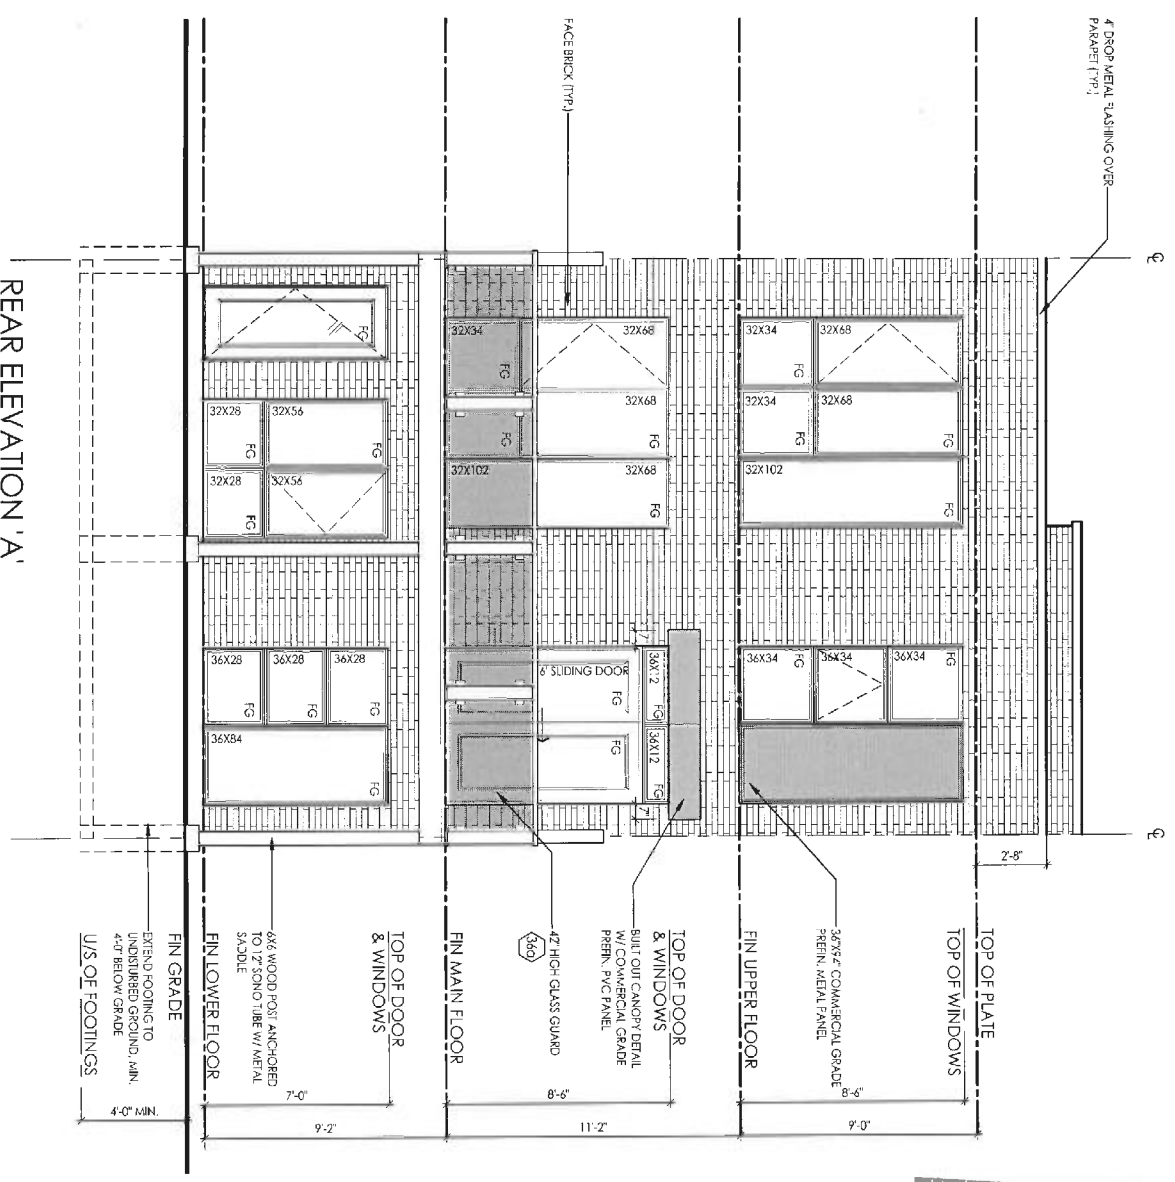 4" DROP METAL FLASHING OVER
PARAPET (TYP.)
FACE BRICK (TYP.)
32X34
FG
32X68
32X34
FG
32X68
FG
32X102
FG
36X34
FG
36X34
36X34
FG
32X34
FG
32X68
FG
32X68
FG
32X102
32X68
FG
6' SLIDING DOOR
FG
FG
36X12
FG
36X12
FG
7"
7"
FG
32X28
FG
32X56
FG
32X28
FG
32X56
36X28
FG
36X28
FG
36X28
FG
36X84
FG
2'-8"
TOP OF PLATE
TOP OF WINDOWS
36"X94" COMMERCIAL GRADE
PREFIN. METAL PANEL
FIN UPPER FLOOR
TOP OF DOOR
& WINDOWS
BUILT OUT CANOPY DETAIL
W/ COMMERCIAL GRADE
PREFIN. PVC PANEL
42" HIGH GLASS GUARD
FIN MAIN FLOOR
TOP OF DOOR
& WINDOWS
6X6 WOOD POST ANCHORED
TO 12" SONO TUBE W/ METAL
SADDLE
FIN LOWER FLOOR
FIN GRADE
EXTEND FOOTING TO
UNDISTURBED GROUND, MIN.
4'-0" BELOW GRADE
U/S OF FOOTINGS
8'-6"
9'-0"
8'-6"
11'-2"
7'-0"
9'-2"
4'-0" MIN.
REAR ELEVATION 'A'